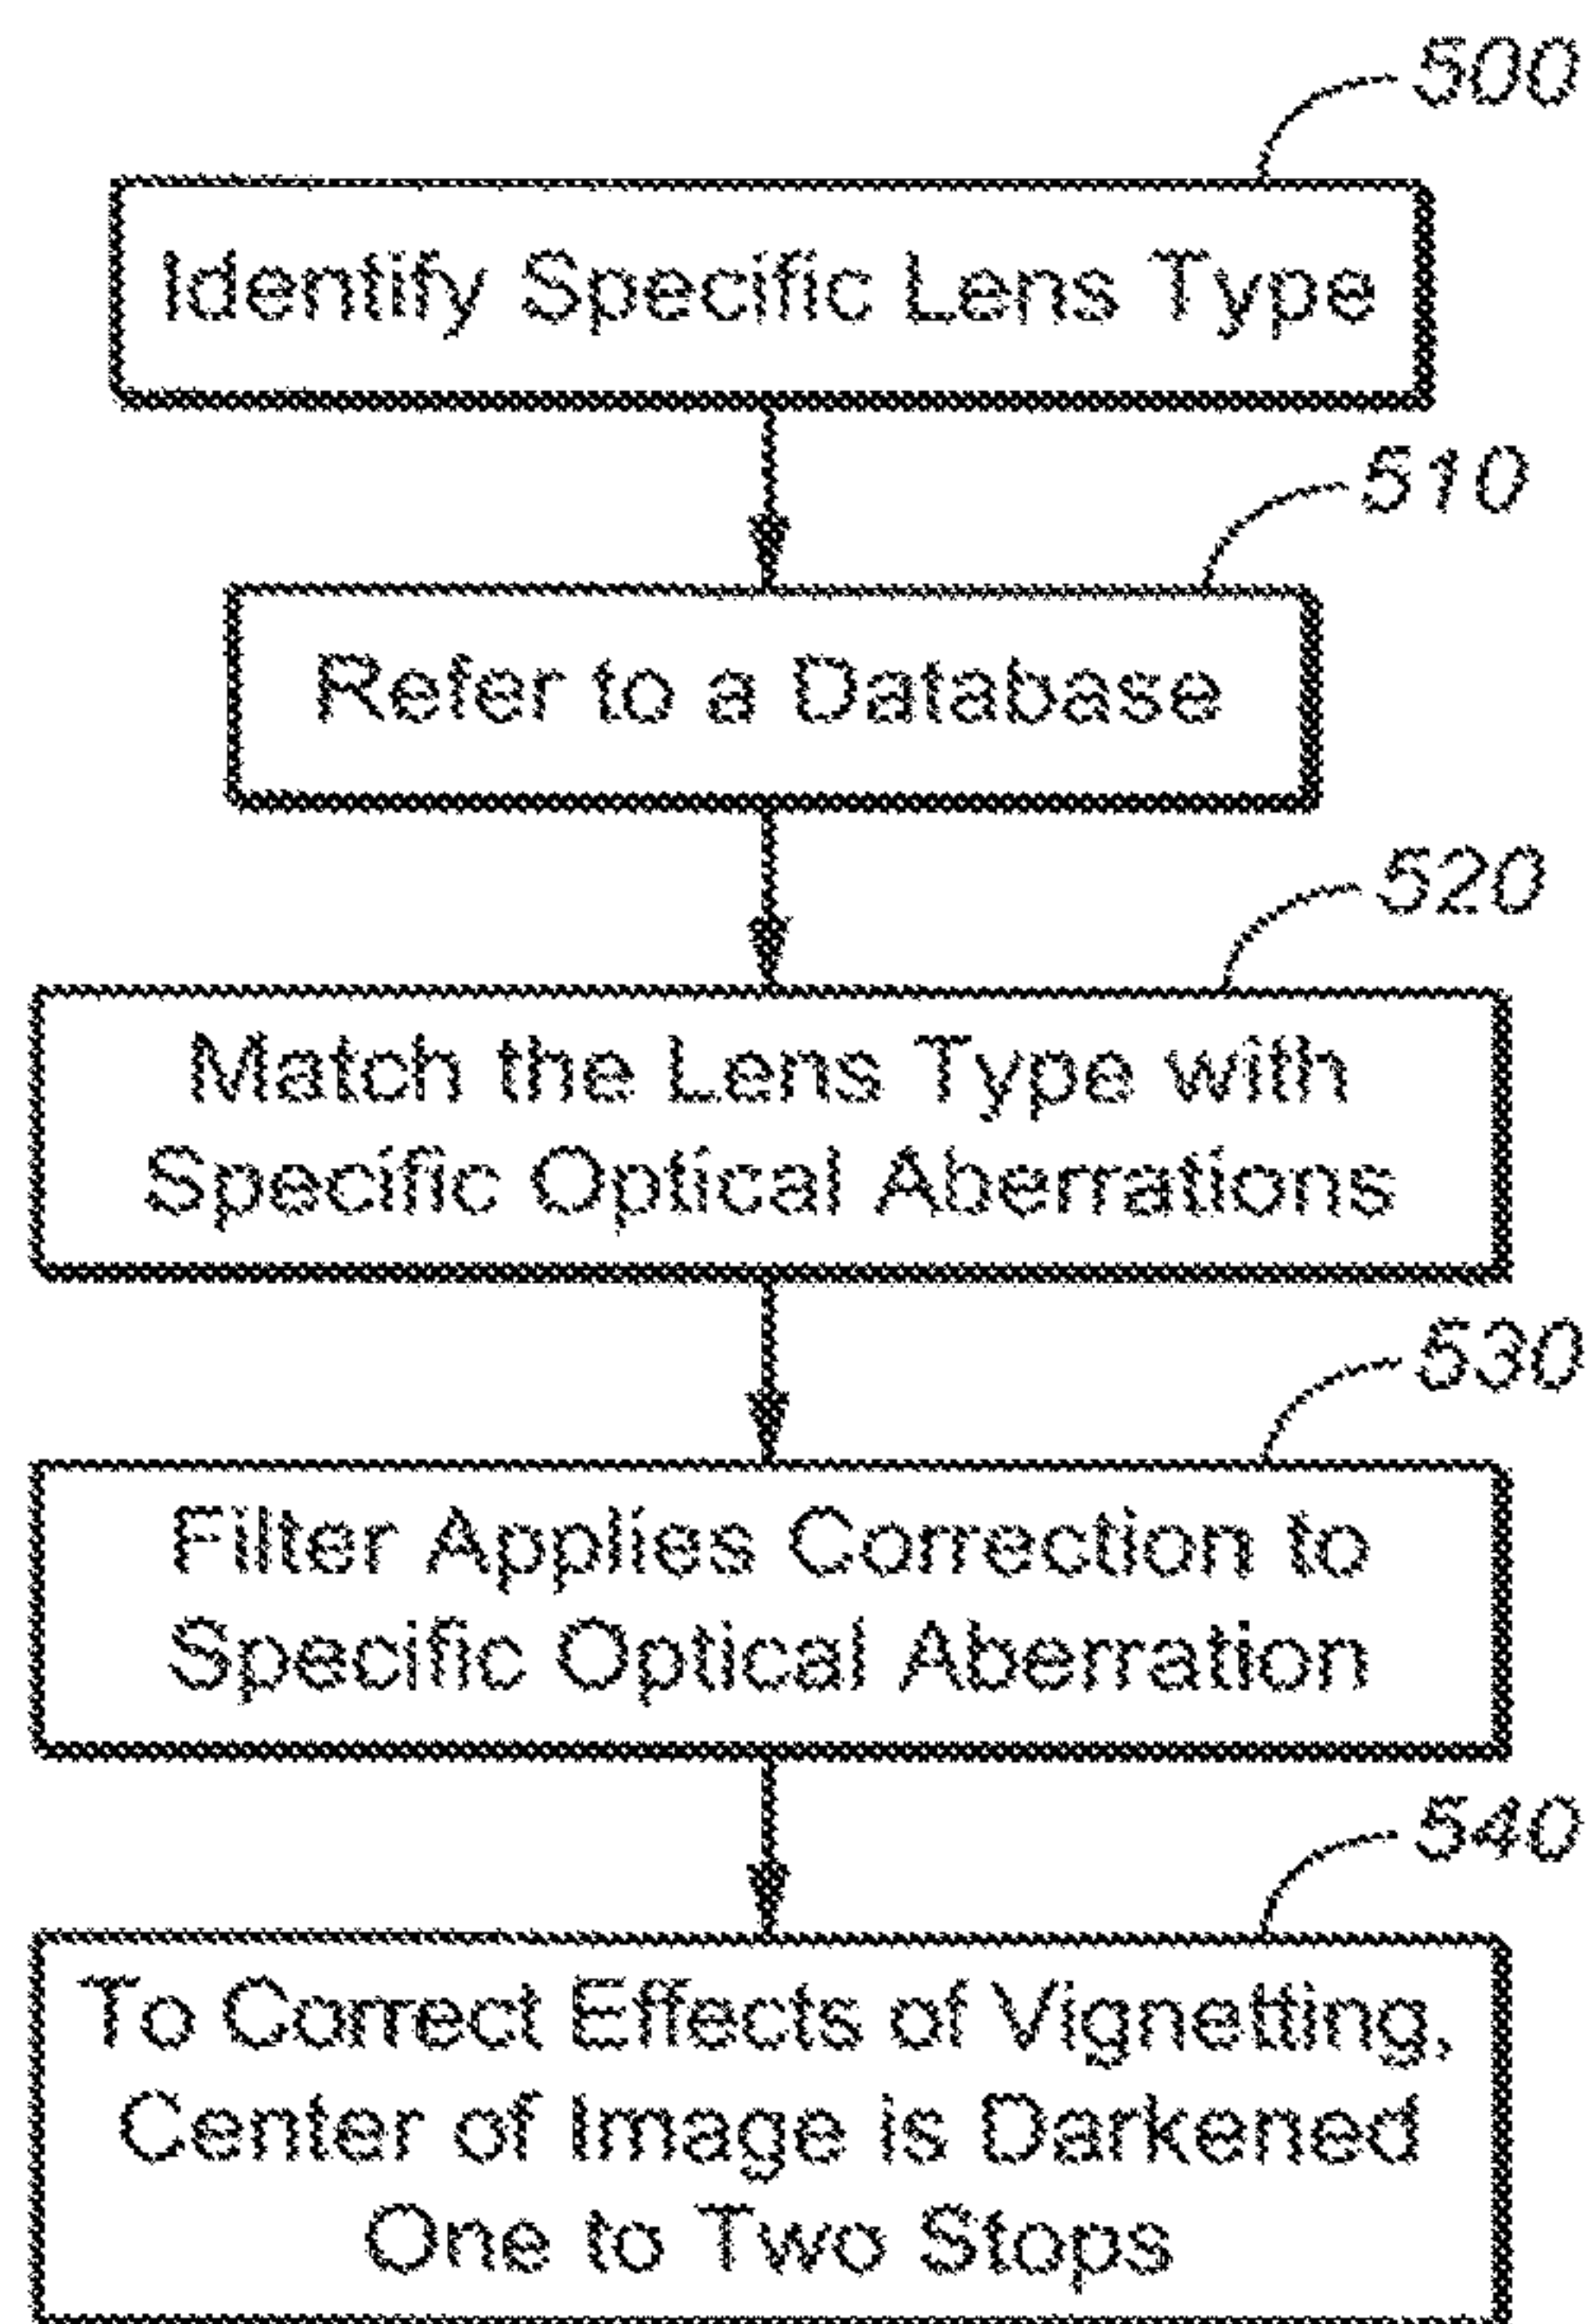 500
Identify Specific Lens Type
510
Refer to a Database
520
Match the Lens Type with
Specific Optical Aberrations
530
Filter Applies Correction to
Specific Optical Aberration
540
To Correct Effects of Vignetting,
Center of Image is Darkened
One to Two Stops